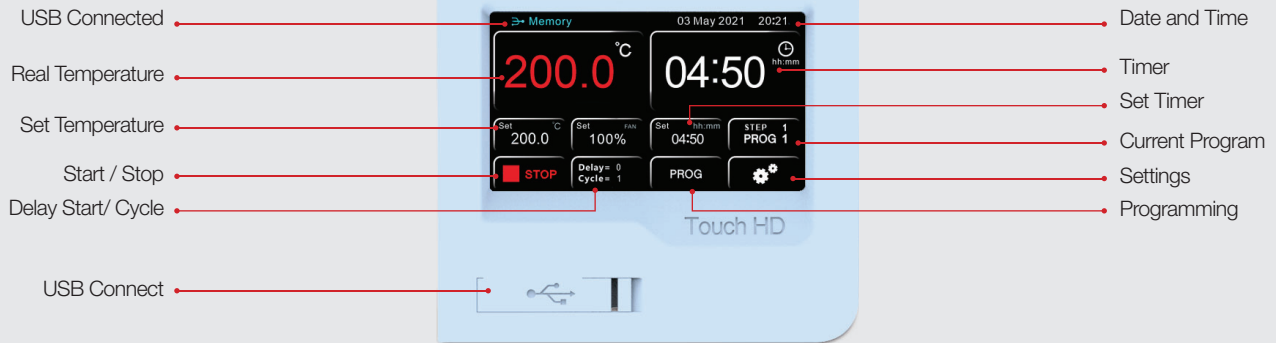 USB Connected
Real Temperature
Set Temperature
Start / Stop
Delay Start/ Cycle
USB Connect
Memory
03 May 2021 20:21
200.0 °C
04:50 hh:mm
Set °C
200.0
Set FAN
100%
Set hh:mm
04:50
STEP 1
PROG 1
STOP
Delay= 0
Cycle= 1
PROG
Touch HD
Date and Time
Timer
Set Timer
Current Program
Settings
Programming